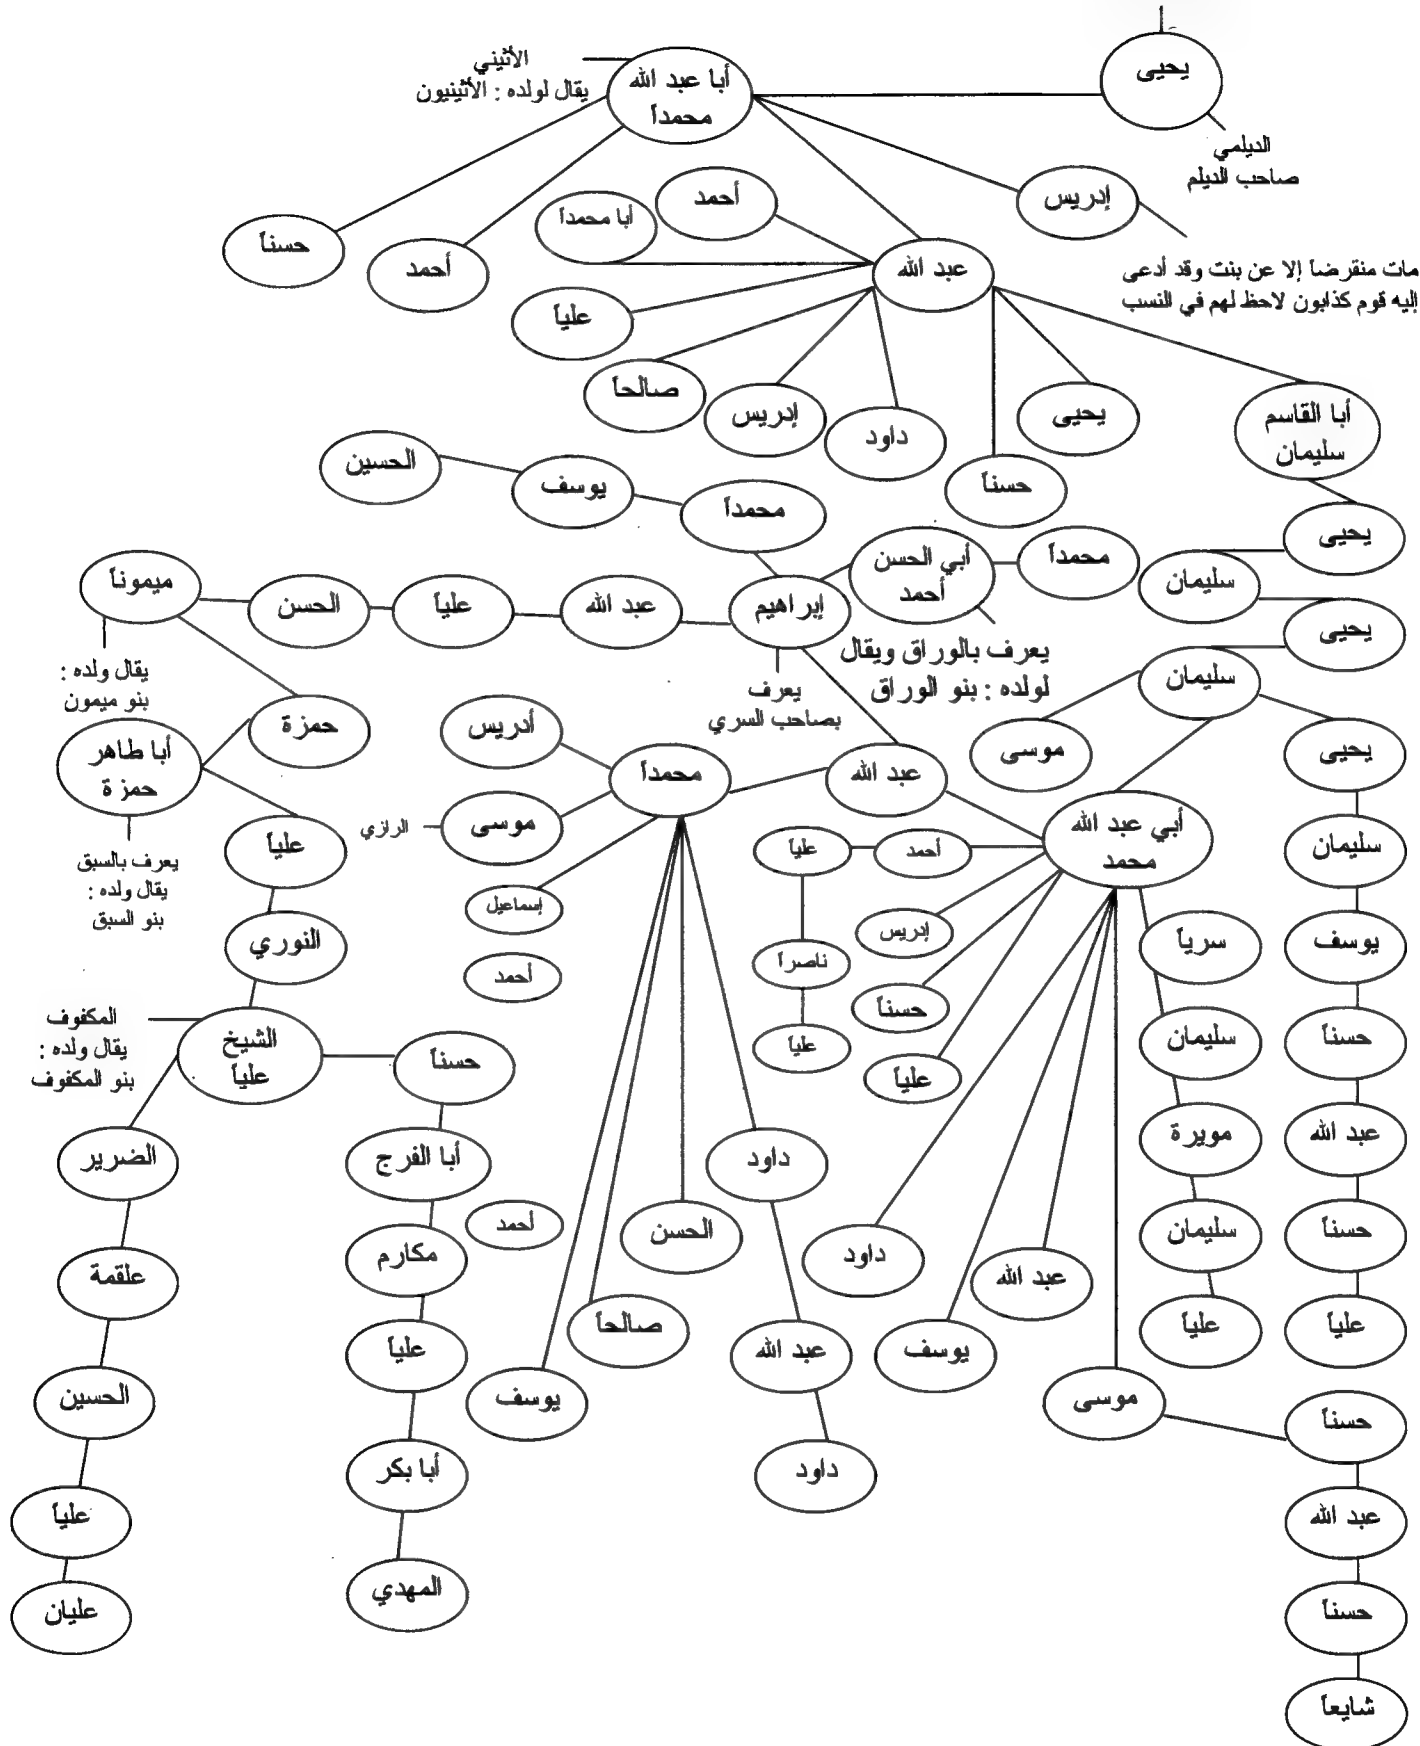 يحيى
الديلمي
صاحب الديلم
أبا عبد الله
محمداً
الأثيني
يقال لولده : الأثينيون
إدريس
مات منقرضاً إلا عن بنت وقد أدعى
إليه قوم كذابون لاحظ لهم في النسب
عبد الله
أحمد
حسناً
أحمد
أبا محمداً
علياً
صالحاً
إدريس
داود
حسناً
يحيى
أبا القاسم
سليمان
يحيى
سليمان
يحيى
سليمان
موسى
يحيى
سليمان
يوسف
حسناً
عبد الله
حسناً
علياً
أبي عبد الله
محمد
سرياً
سليمان
مويرة
سليمان
علياً
موسى
حسناً
عبد الله
حسناً
شايعاً
عبد الله
يوسف
داود
علياً
حسناً
إدريس
أحمد
علياً
ناصراً
علياً
عبد الله
إبراهيم
يعرف
بصاحب السري
أبي الحسن
أحمد
محمداً
يعرف بالوراق ويقال
لولده : بنو الوراق
محمداً
يوسف
الحسين
عبد الله
علياً
الحسن
ميموناً
يقال ولده :
بنو ميمون
حمزة
أبا طاهر
حمزة
يعرف بالسبق
يقال ولده :
بنو السبق
علياً
النوري
الشيخ
علياً
المكفوف
يقال ولده :
بنو المكفوف
الضرير
علقمة
الحسين
علياً
عليان
حسناً
أبا الفرج
مكارم
علياً
أبا بكر
المهدي
محمداً
أدريس
موسى
الرازي
إسماعيل
أحمد
أحمد
يوسف
صالحاً
الحسن
داود
عبد الله
داود